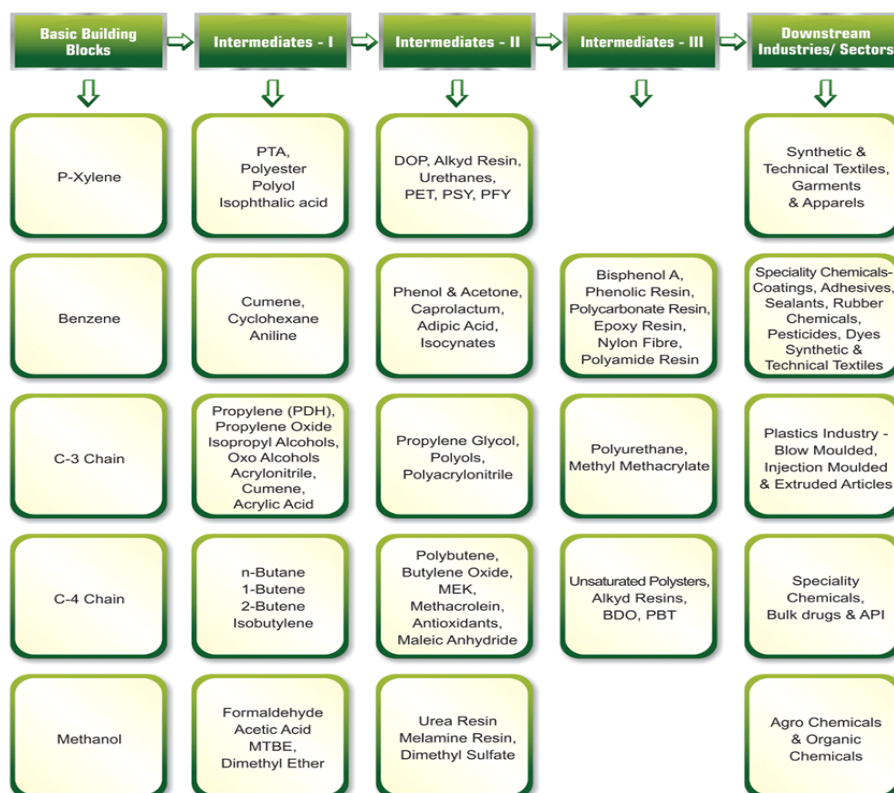 Basic Building
Blocks
Intermediates - I
Intermediates - II
Intermediates - III
Downstream
Industries/ Sectors
P-Xylene
PTA,
Polyester
Polyol
Isophthalic acid
DOP, Alkyd Resin,
Urethanes,
PET, PSY, PFY
Synthetic &
Technical Textiles,
Garments
& Apparels
Benzene
Cumene,
Cyclohexane
Aniline
Phenol & Acetone,
Caprolactum,
Adipic Acid,
Isocynates
Bisphenol A,
Phenolic Resin,
Polycarbonate Resin,
Epoxy Resin,
Nylon Fibre,
Polyamide Resin
Speciality Chemicals-
Coatings, Adhesives,
Sealants, Rubber
Chemicals,
Pesticides, Dyes
Synthetic &
Technical Textiles
C-3 Chain
Propylene (PDH),
Propylene Oxide
Isopropyl Alcohols,
Oxo Alcohols
Acrylonitrile,
Cumene,
Acrylic Acid
Propylene Glycol,
Polyols,
Polyacrylonitrile
Polyurethane,
Methyl Methacrylate
Plastics Industry -
Blow Moulded,
Injection Moulded
& Extruded Articles
C-4 Chain
n-Butane
1-Butene
2-Butene
Isobutylene
Polybutene,
Butylene Oxide,
MEK,
Methacrolein,
Antioxidants,
Maleic Anhydride
Unsaturated Polysters,
Alkyd Resins,
BDO, PBT
Speciality
Chemicals,
Bulk drugs & API
Methanol
Formaldehyde
Acetic Acid
MTBE,
Dimethyl Ether
Urea Resin
Melamine Resin,
Dimethyl Sulfate
Agro Chemicals
& Organic
Chemicals